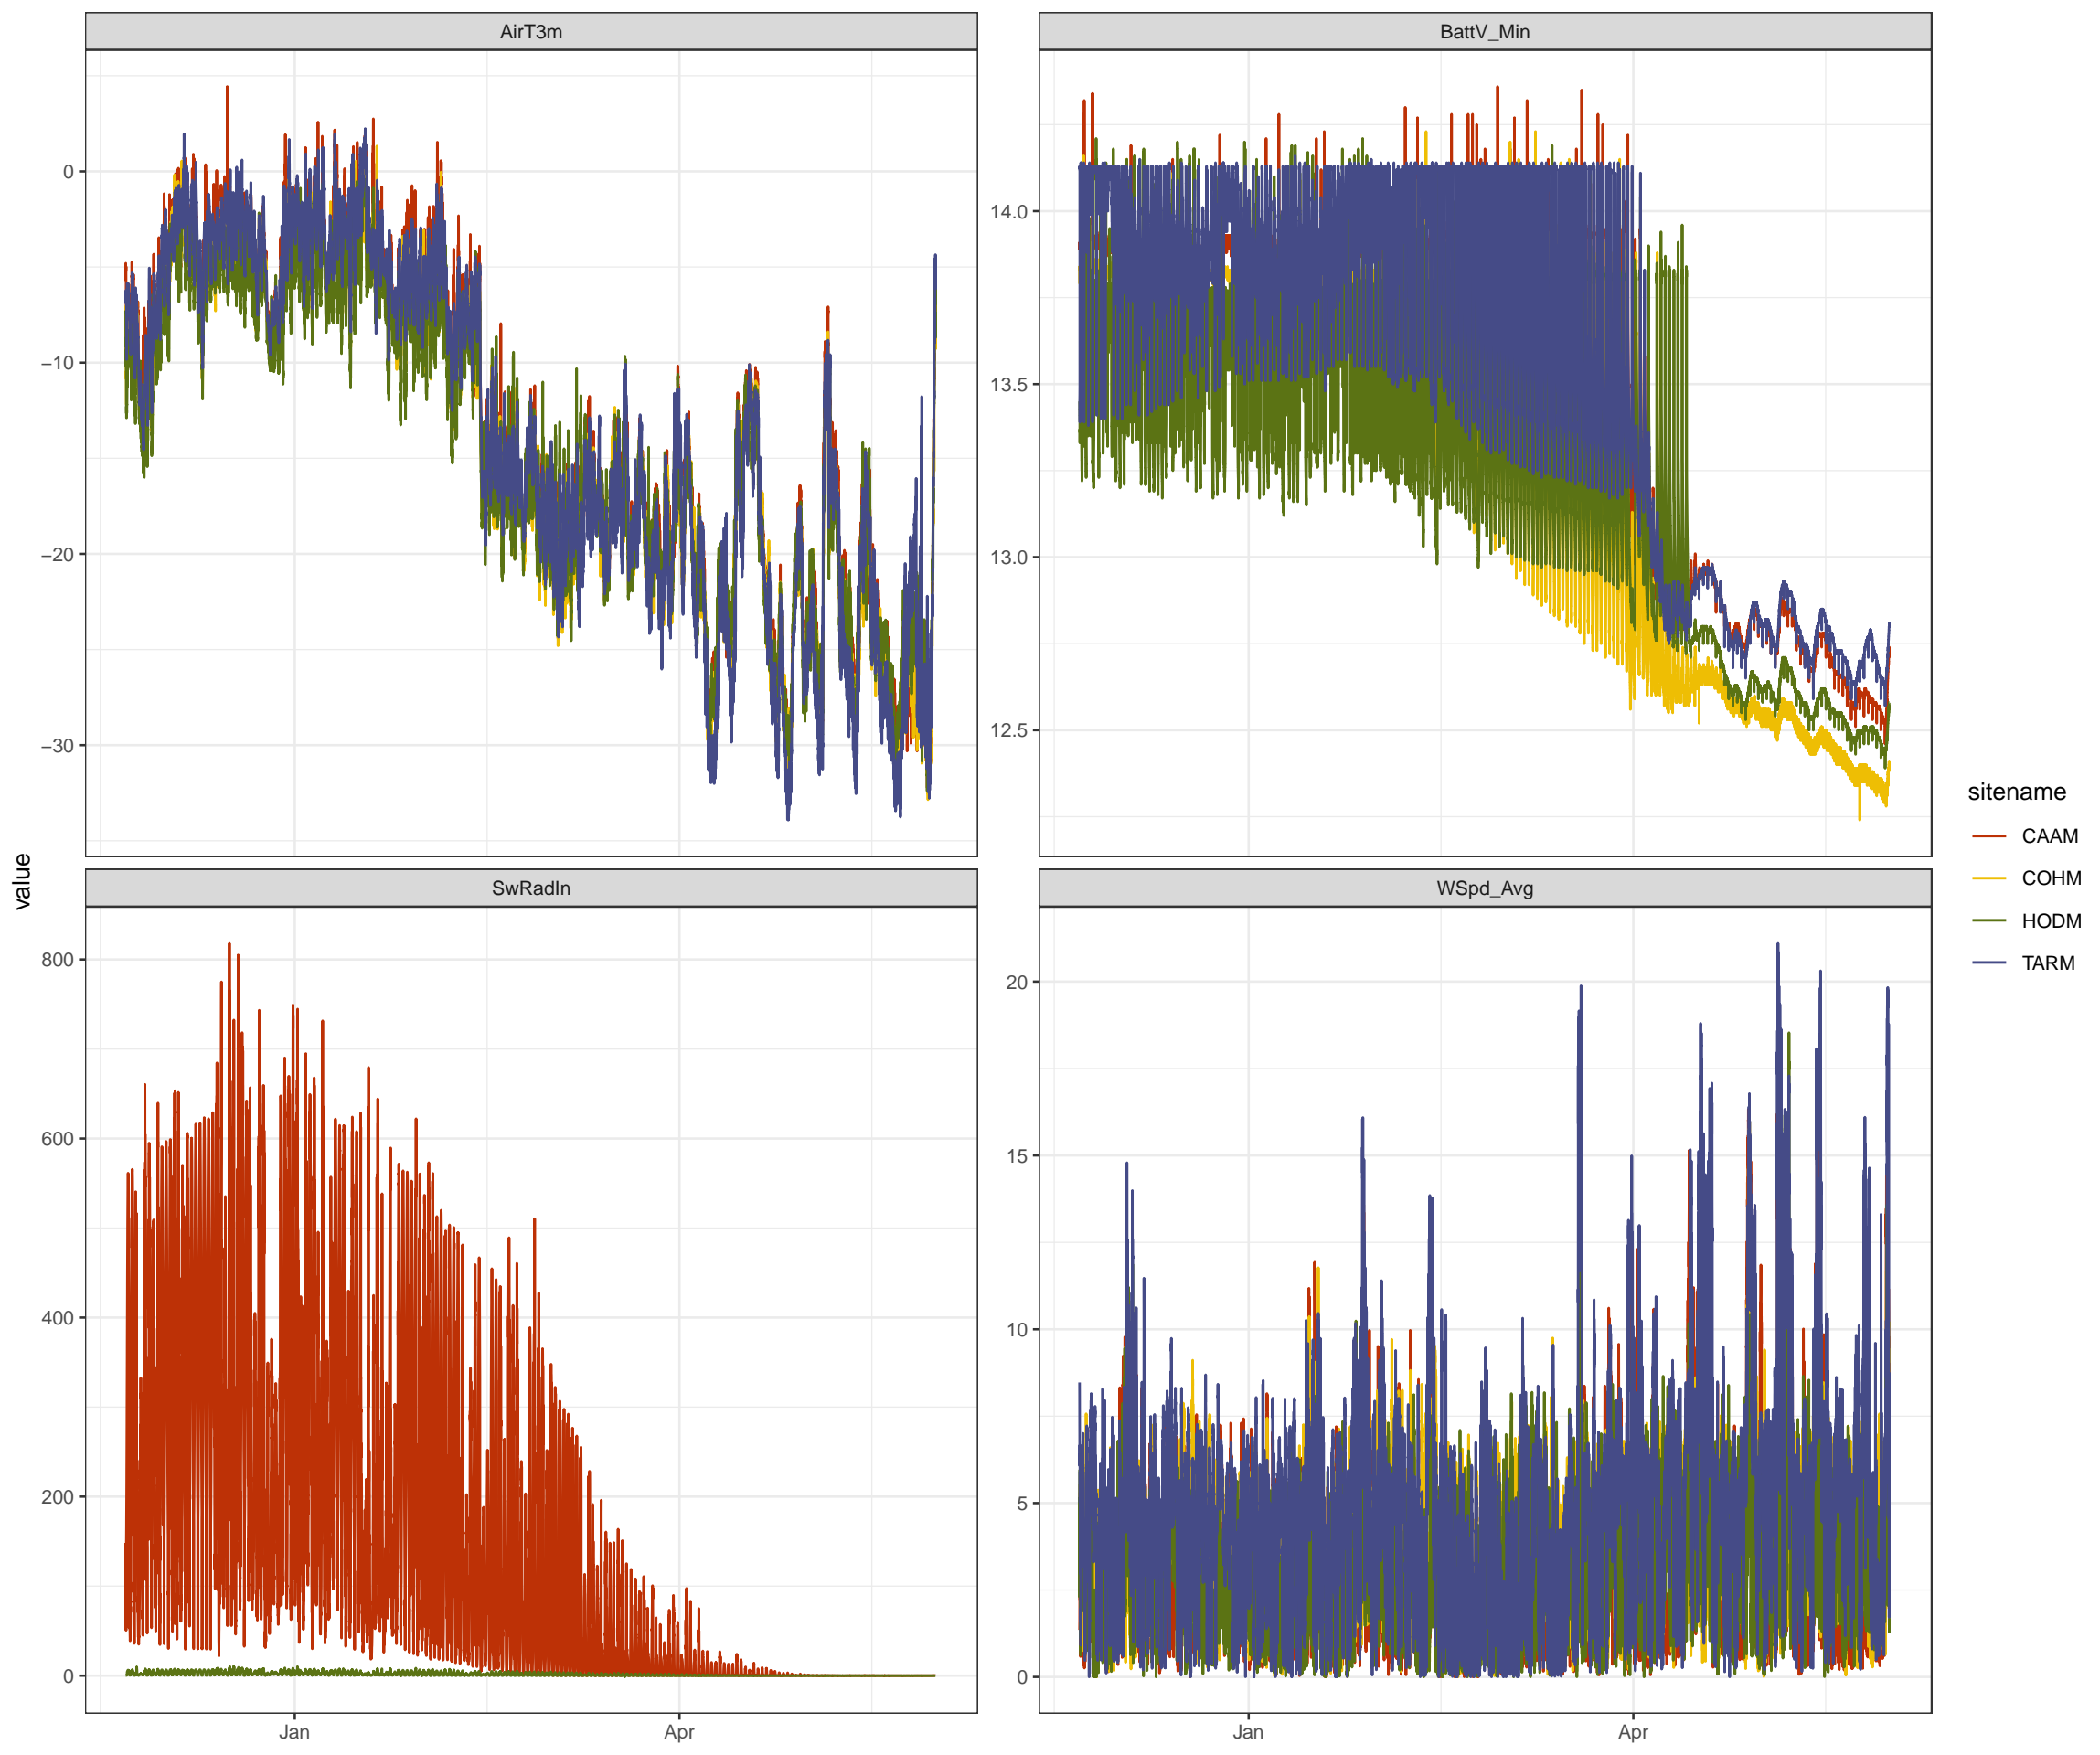 AirT3m
BattV_Min
0
−10
−20
−30
14.0
13.5
13.0
12.5
value
SwRadIn
WSpd_Avg
800
600
400
200
0
20
15
10
5
0
Jan
Apr
Jan
Apr
sitename
CAAM
COHM
HODM
TARM